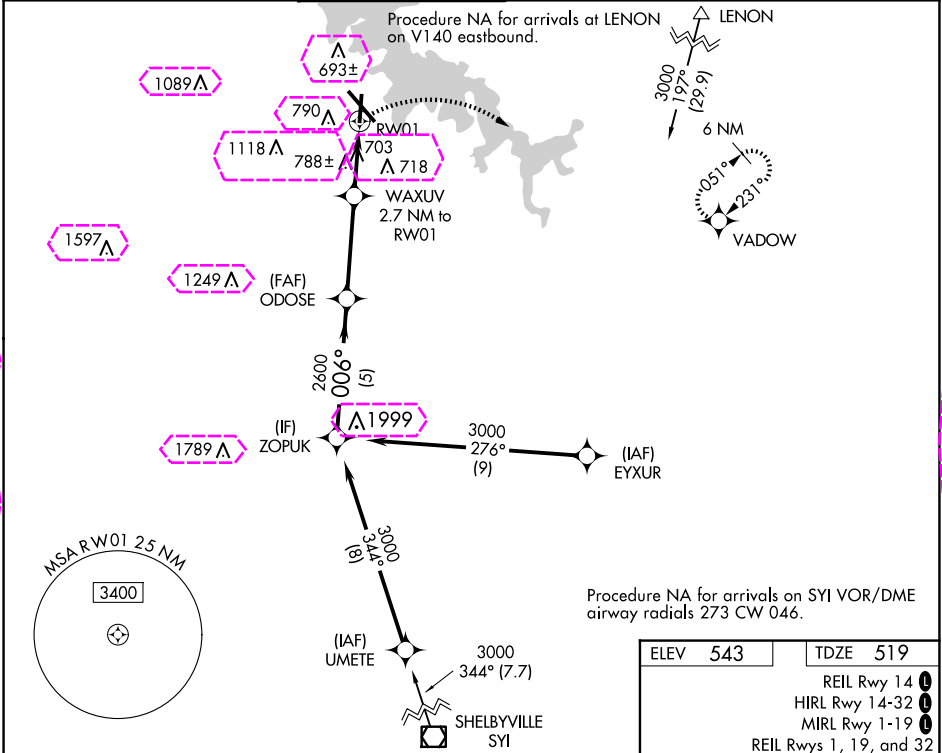 Procedure NA for arrivals at LENON
on V140 eastbound.
LENON
3000
197°
(29.9)
693±
1089
790
RW01
1118
788±
703
718
6 NM
051°
231°
VADOW
WAXUV
2.7 NM to
RW01
1597
1249
(FAF)
ODOSE
2600
006°
(5)
1999
(IF)
ZOPUK
1789
3000
276°
(9)
(IAF)
EYXUR
3000
344°
(8)
MSA RW01 25 NM
3400
Procedure NA for arrivals on SYI VOR/DME
airway radials 273 CW 046.
(IAF)
UMETE
3000
344° (7.7)
SHELBYVILLE
SYI
ELEV 543
TDZE 519
REIL Rwy 14 L
HIRL Rwy 14-32 L
MIRL Rwy 1-19 L
REIL Rwys 1, 19, and 32